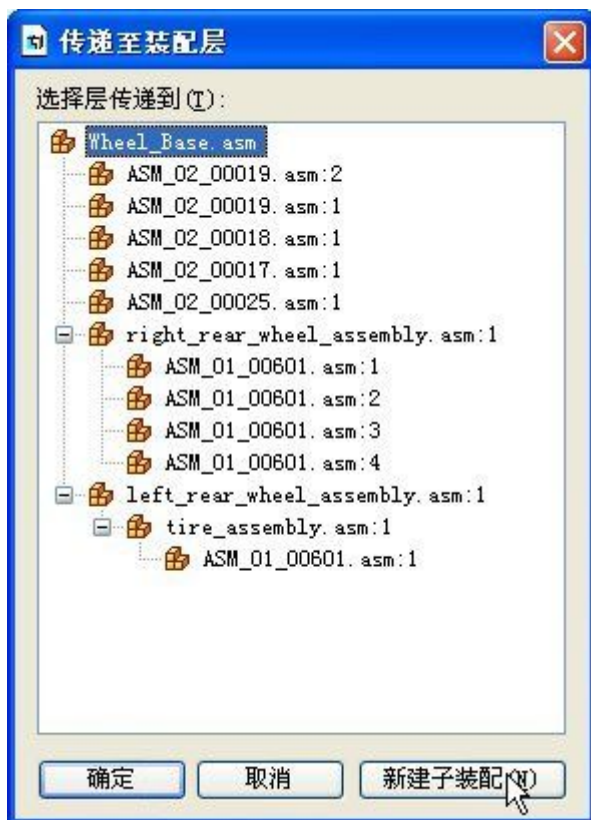 传递至装配层
选择层传递到(T):
Wheel_Base.asm
ASM_02_00019.asm:2
ASM_02_00019.asm:1
ASM_02_00018.asm:1
ASM_02_00017.asm:1
ASM_02_00025.asm:1
right_rear_wheel_assembly.asm:1
ASM_01_00601.asm:1
ASM_01_00601.asm:2
ASM_01_00601.asm:3
ASM_01_00601.asm:4
left_rear_wheel_assembly.asm:1
tire_assembly.asm:1
ASM_01_00601.asm:1
确定 取消 新建子装配(N)